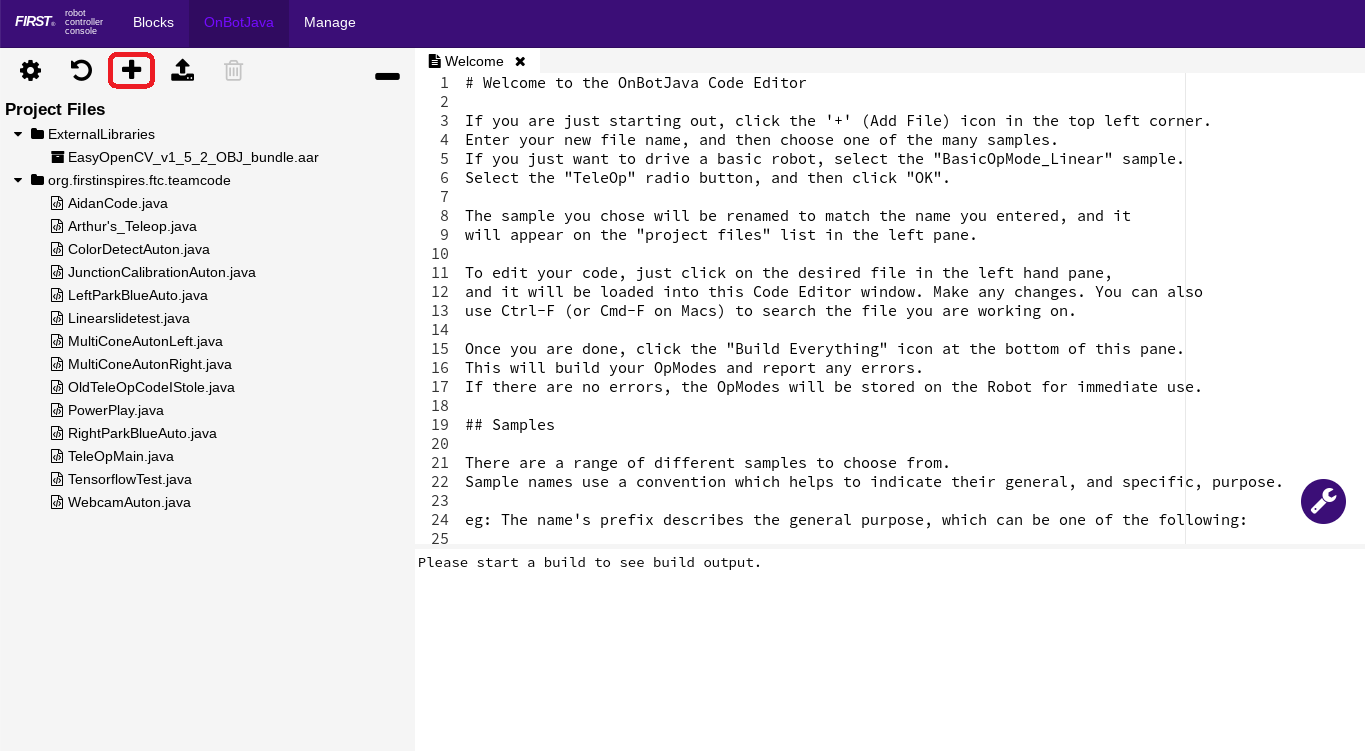 FIRST® robot controller console
Blocks
OnBotJava
Manage
Project Files
ExternalLibraries
EasyOpenCV_v1_5_2_OBJ_bundle.aar
org.firstinspires.ftc.teamcode
AidanCode.java
Arthur's_Teleop.java
ColorDetectAuton.java
JunctionCalibrationAuton.java
LeftParkBlueAuto.java
Linearslidetest.java
MultiConeAutonLeft.java
MultiConeAutonRight.java
OldTeleOpCodeIStole.java
PowerPlay.java
RightParkBlueAuto.java
TeleOpMain.java
TensorflowTest.java
WebcamAuton.java
Welcome
1 # Welcome to the OnBotJava Code Editor
2
3 If you are just starting out, click the '+' (Add File) icon in the top left corner.
4 Enter your new file name, and then choose one of the many samples.
5 If you just want to drive a basic robot, select the "BasicOpMode_Linear" sample.
6 Select the "TeleOp" radio button, and then click "OK".
7
8 The sample you chose will be renamed to match the name you entered, and it
9 will appear on the "project files" list in the left pane.
10
11 To edit your code, just click on the desired file in the left hand pane,
12 and it will be loaded into this Code Editor window. Make any changes. You can also
13 use Ctrl-F (or Cmd-F on Macs) to search the file you are working on.
14
15 Once you are done, click the "Build Everything" icon at the bottom of this pane.
16 This will build your OpModes and report any errors.
17 If there are no errors, the OpModes will be stored on the Robot for immediate use.
18
19 ## Samples
20
21 There are a range of different samples to choose from.
22 Sample names use a convention which helps to indicate their general, and specific, purpose.
23
24 eg: The name's prefix describes the general purpose, which can be one of the following:
25
Please start a build to see build output.